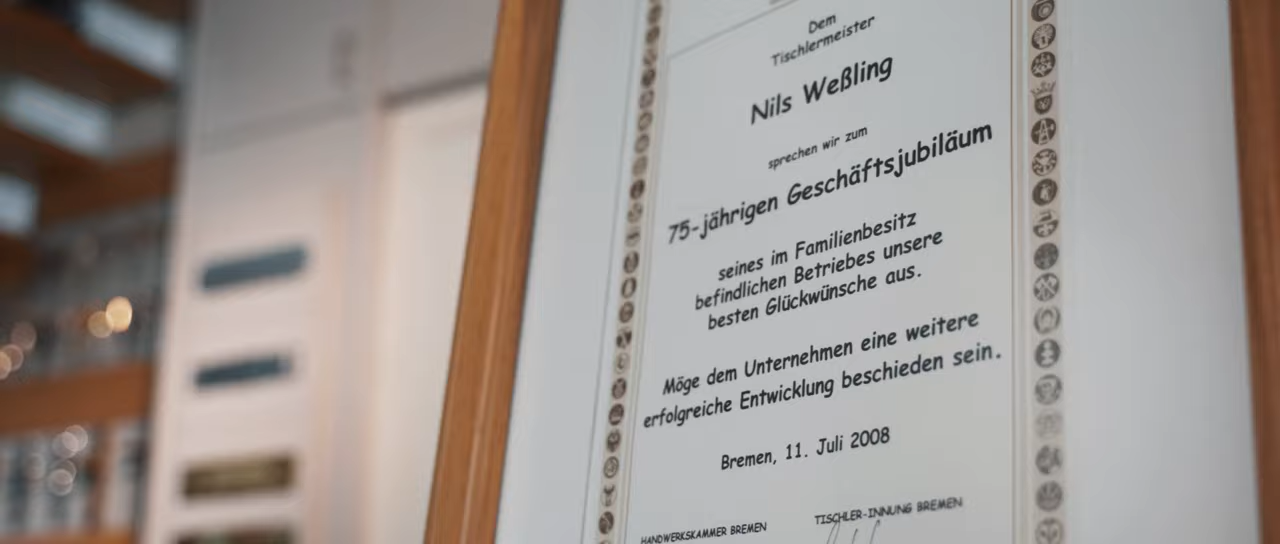 Dem
Tischlermeister
Nils Weßling
sprechen wir zum
75-jährigen Geschäftsjubiläum
seines im Familienbesitz
befindlichen Betriebes unsere
besten Glückwünsche aus.
Möge dem Unternehmen eine weitere
erfolgreiche Entwicklung beschieden sein.
Bremen, 11. Juli 2008
HANDWERKSKAMMER BREMEN
TISCHLER-INNUNG BREMEN